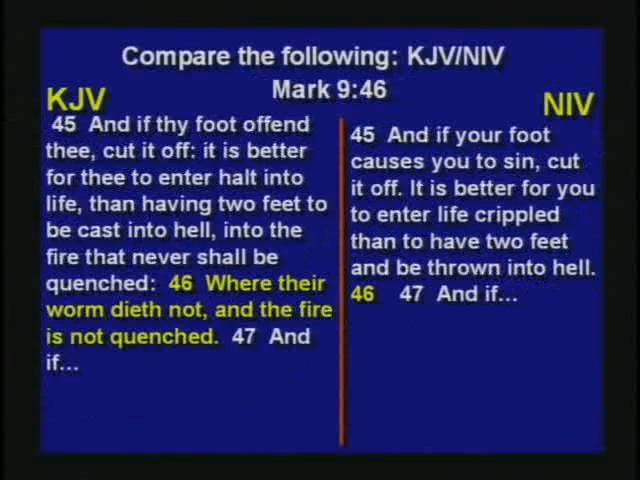 Compare the following: KJV/NIV
Mark 9:46
KJV
45 And if thy foot offend
thee, cut it off: it is better
for thee to enter halt into
life, than having two feet to
be cast into hell, into the
fire that never shall be
quenched: 46 Where their
worm dieth not, and the fire
is not quenched. 47 And
if...
NIV
45 And if your foot
causes you to sin, cut
it off. It is better for you
to enter life crippled
than to have two feet
and be thrown into hell.
46 47 And if...